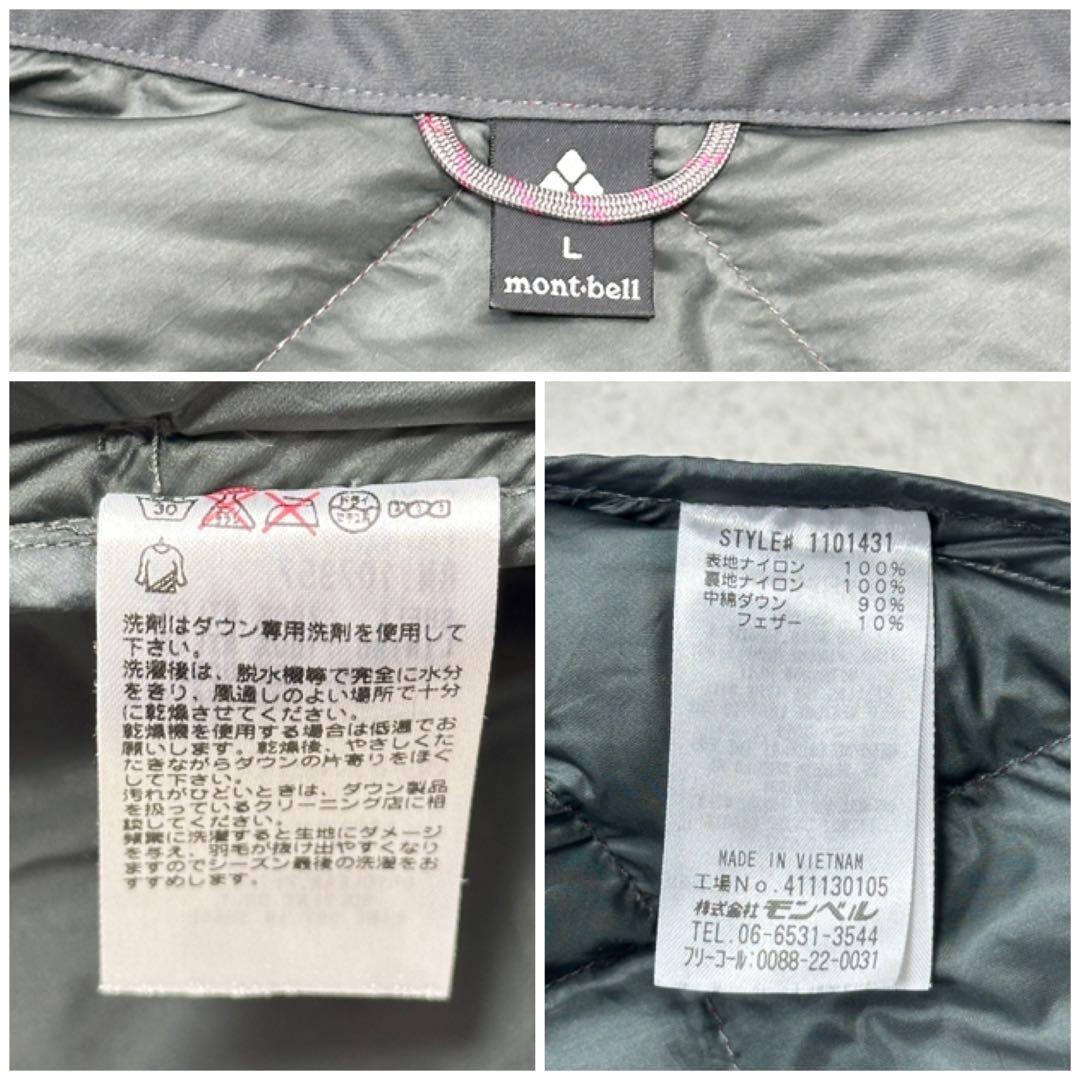 L
mont·bell
30
ドライ
セキユ系
洗剤はダウン専用洗剤を使用して
下さい。
洗濯後は、脱水機等で完全に水分
をきり、風通しのよい場所で十分
に乾燥させてください。
乾燥機を使用する場合は低温でお
願いします。乾燥後、やさしくた
たきながらダウンの片寄りをほぐ
して下さい。
汚れがひどいときは、ダウン製品
を扱っているクリーニング店に相
談してください。
頻繁に洗濯すると生地にダメージ
を与え、羽毛が抜け出やすくなり
ますのでシーズン最後の洗濯をお
すすめします。
STYLE# 1101431
表地ナイロン 100%
裏地ナイロン 100%
中綿ダウン 90%
フェザー 10%
MADE IN VIETNAM
工場No.411130105
株式会社モンベル
TEL.06-6531-3544
フリーコール:0088-22-0031